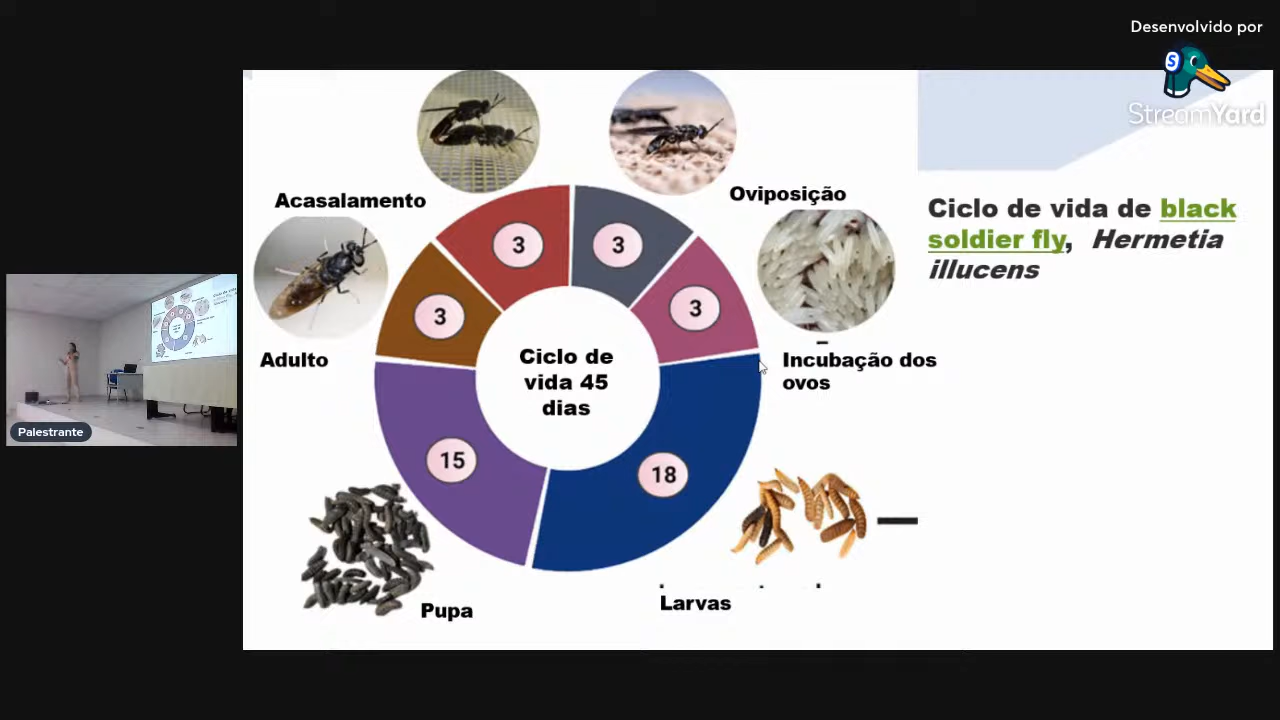 Desenvolvido por
StreamYard
Acasalamento
Oviposição
Ciclo de vida de black
soldier fly, Hermetia
illucens
3
3
3
3
Adulto
Incubação dos
ovos
Ciclo de
vida 45
dias
15
18
Palestrante
Pupa
Larvas